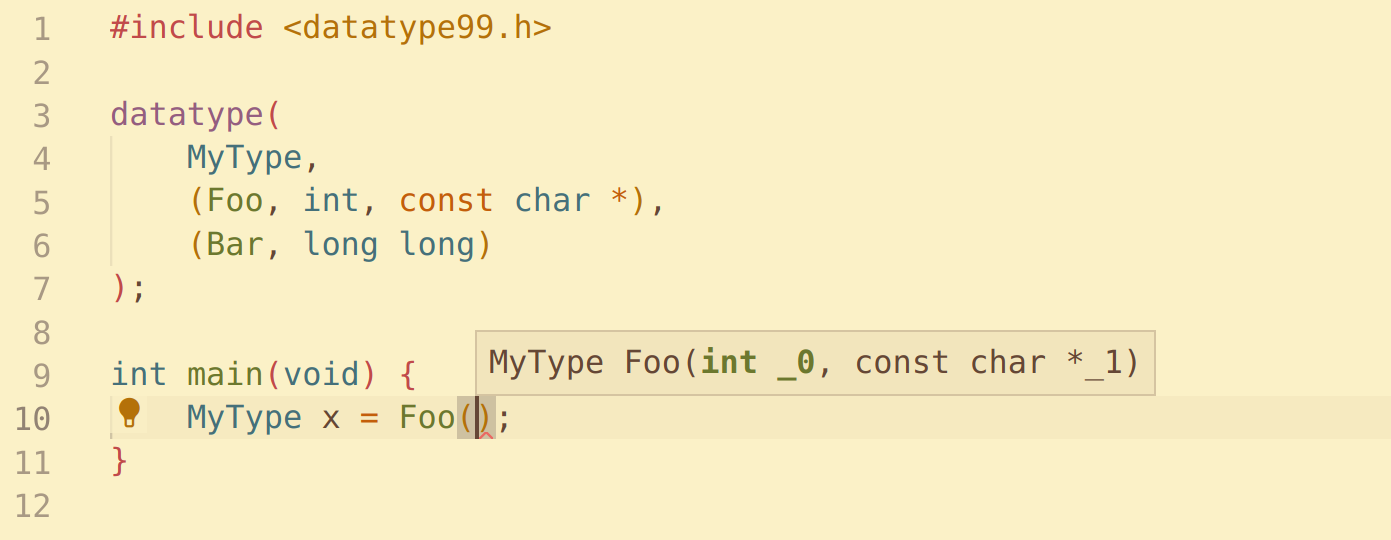 1 #include <datatype99.h>
2
3 datatype(
4     MyType,
5     (Foo, int, const char *),
6     (Bar, long long)
7 );
8
MyType Foo(int _0, const char *_1)
9 int main(void) {
10     MyType x = Foo();
11 }
12